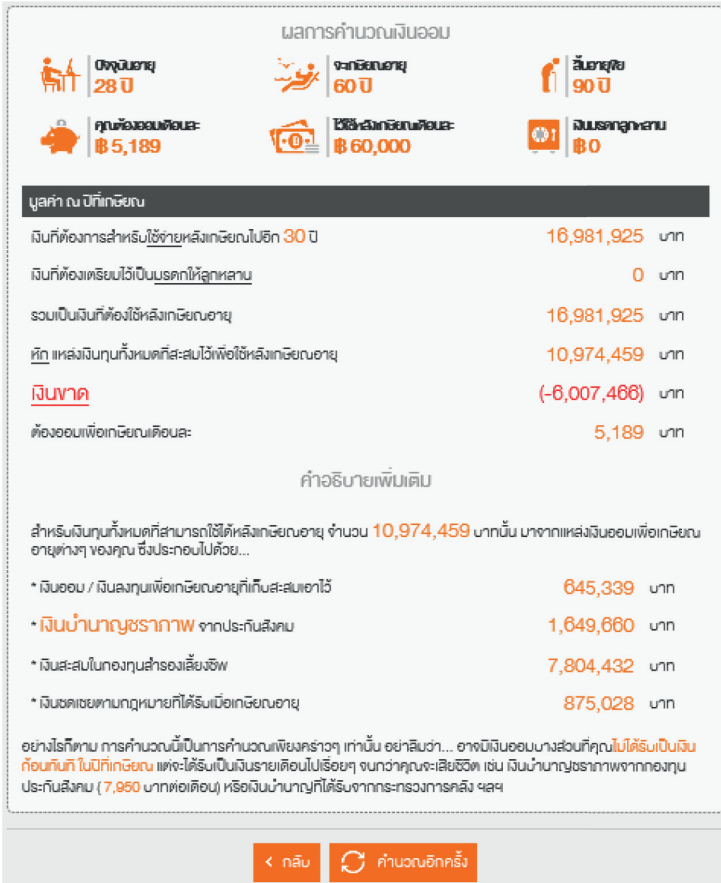 ผลการคำนวณเงินออม
ปัจจุบันอายุ
28 ปี
จะเกษียณอายุ
60 ปี
สิ้นอายุขัย
90 ปี
คุณต้องออมเดือนละ
฿ 5,189
ไว้ใช้หลังเกษียณเดือนละ
฿ 60,000
เงินมรดกลูกหลาน
฿ 0
มูลค่า ณ ปีที่เกษียณ
เงินที่ต้องการสำหรับใช้จ่ายหลังเกษียณไปอีก 30 ปี 16,981,925 บาท
เงินที่ต้องเตรียมไว้เป็นมรดกให้ลูกหลาน 0 บาท
รวมเป็นเงินที่ต้องใช้หลังเกษียณอายุ 16,981,925 บาท
หัก แหล่งเงินทุนทั้งหมดที่สะสมไว้เพื่อใช้หลังเกษียณอายุ 10,974,459 บาท
เงินขาด (-6,007,466) บาท
ต้องออมเพื่อเกษียณเดือนละ 5,189 บาท
คำอธิบายเพิ่มเติม
สำหรับเงินทุนทั้งหมดที่สามารถใช้ได้หลังเกษียณอายุ จำนวน 10,974,459 บาทนั้น มาจากแหล่งเงินออมเพื่อเกษียณ
อายุต่างๆ ของคุณ ซึ่งประกอบไปด้วย...
* เงินออม / เงินลงทุนเพื่อเกษียณอายุที่เก็บสะสมเอาไว้ 645,339 บาท
* เงินบำนาญชราภาพ จากประกันสังคม 1,649,660 บาท
* เงินสะสมในกองทุนสำรองเลี้ยงชีพ 7,804,432 บาท
* เงินชดเชยตามกฎหมายที่ได้รับเมื่อเกษียณอายุ 875,028 บาท
อย่างไรก็ตาม การคำนวณนี้เป็นการคำนวณเพียงคร่าวๆ เท่านั้น อย่าลืมว่า... อาจมีเงินออมบางส่วนที่คุณไม่ได้รับเป็นเงิน
ก้อนทันที ในปีที่เกษียณ แต่จะได้รับเป็นเงินรายเดือนไปเรื่อยๆ จนกว่าคุณจะเสียชีวิต เช่น เงินบำนาญชราภาพจากกองทุน
ประกันสังคม ( 7,950 บาทต่อเดือน) หรือเงินบำนาญที่ได้รับจากกระทรวงการคลัง ฯลฯ
< กลับ
คำนวณอีกครั้ง